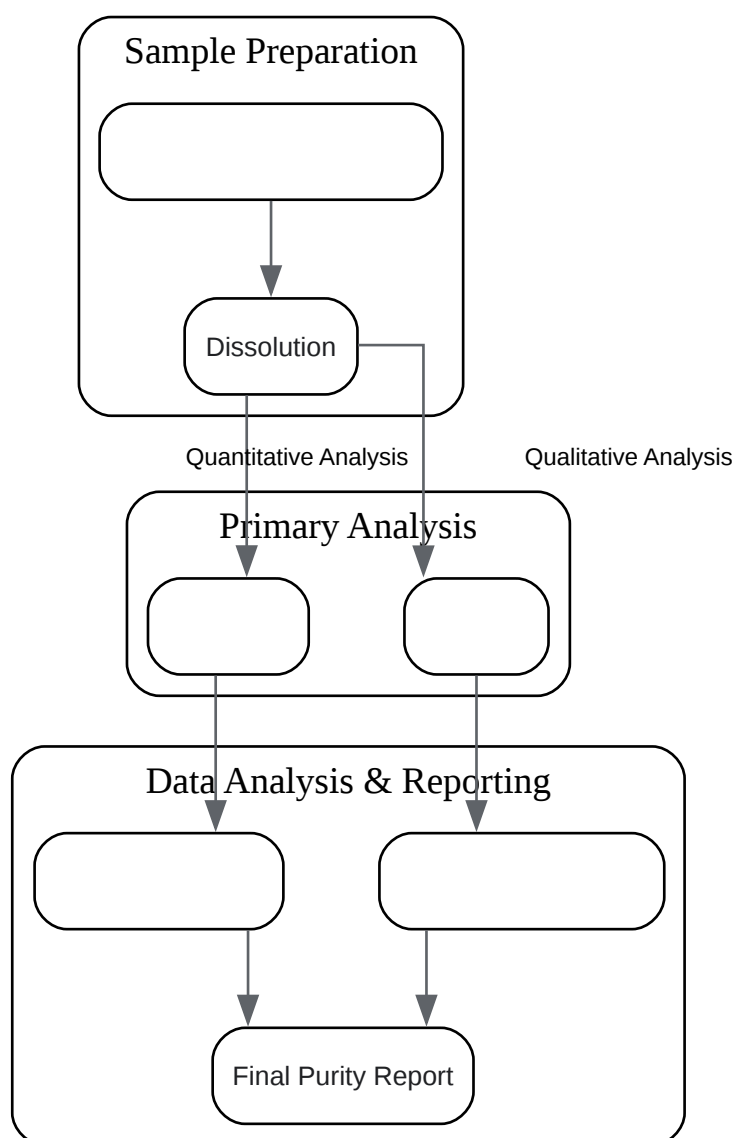 Sample Preparation
Dissolution
Quantitative Analysis
Qualitative Analysis
Primary Analysis
Data Analysis & Reporting
Final Purity Report